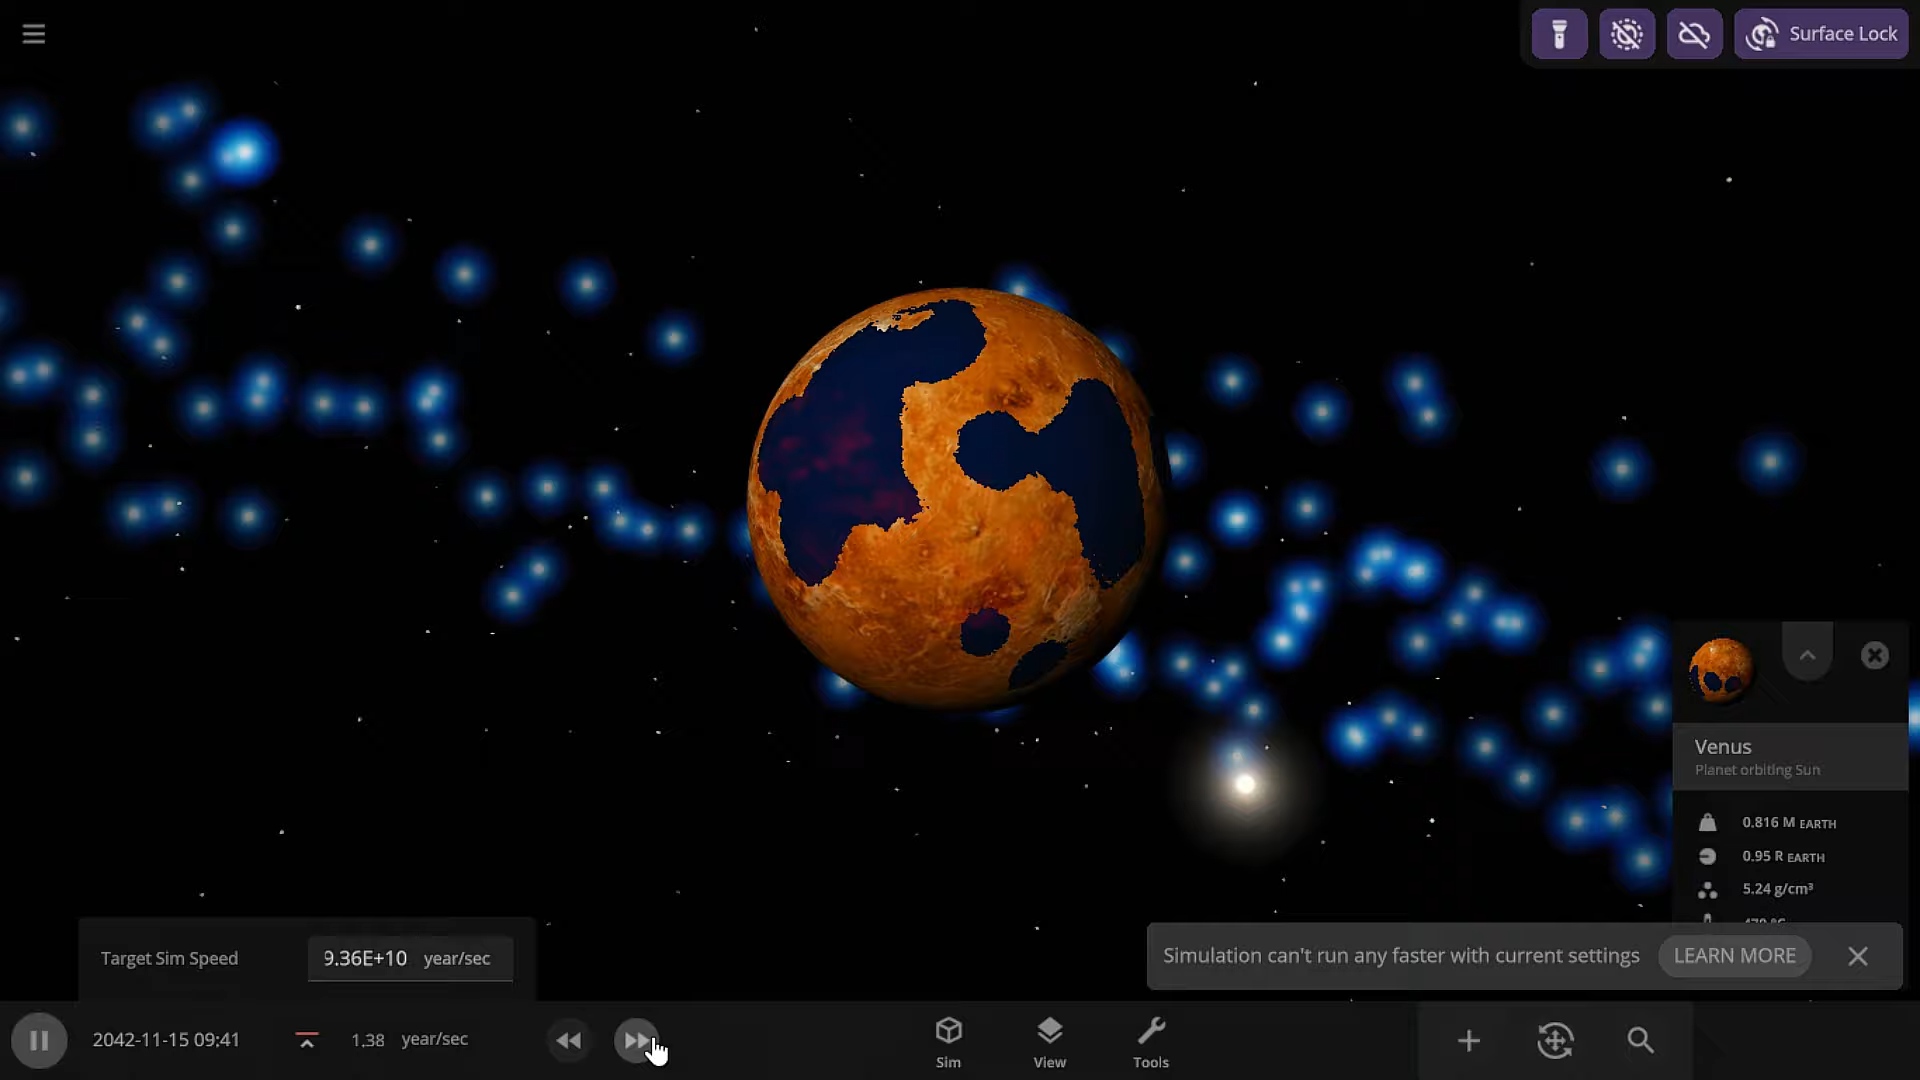 Surface Lock
Venus
Planet orbiting Sun
0.816 M EARTH
0.95 R EARTH
5.24 g/cm³
Target Sim Speed 9.36E+10 year/sec
Simulation can't run any faster with current settings LEARN MORE
2042-11-15 09:41 1.38 year/sec
Sim View Tools